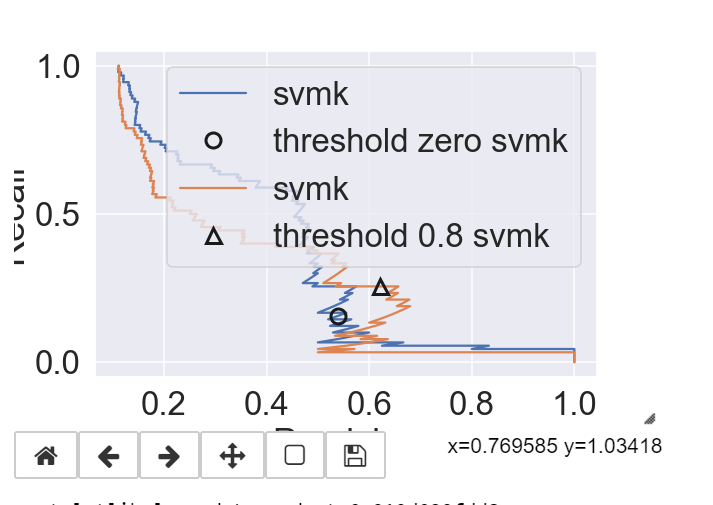 1.0
svmk
threshold zero svmk
svmk
threshold 0.8 svmk
Recall
0.5
0.0
0.2 0.4 0.6 0.8 1.0
x=0.769585 y=1.03418